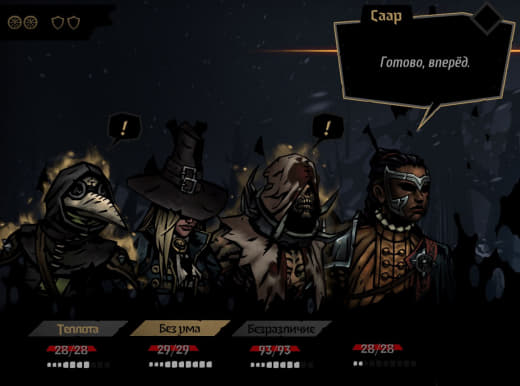 Саар
Готово, вперёд.
!
!
Теплота
Без ума
Безразличие
28/28
29/29
93/93
28/28